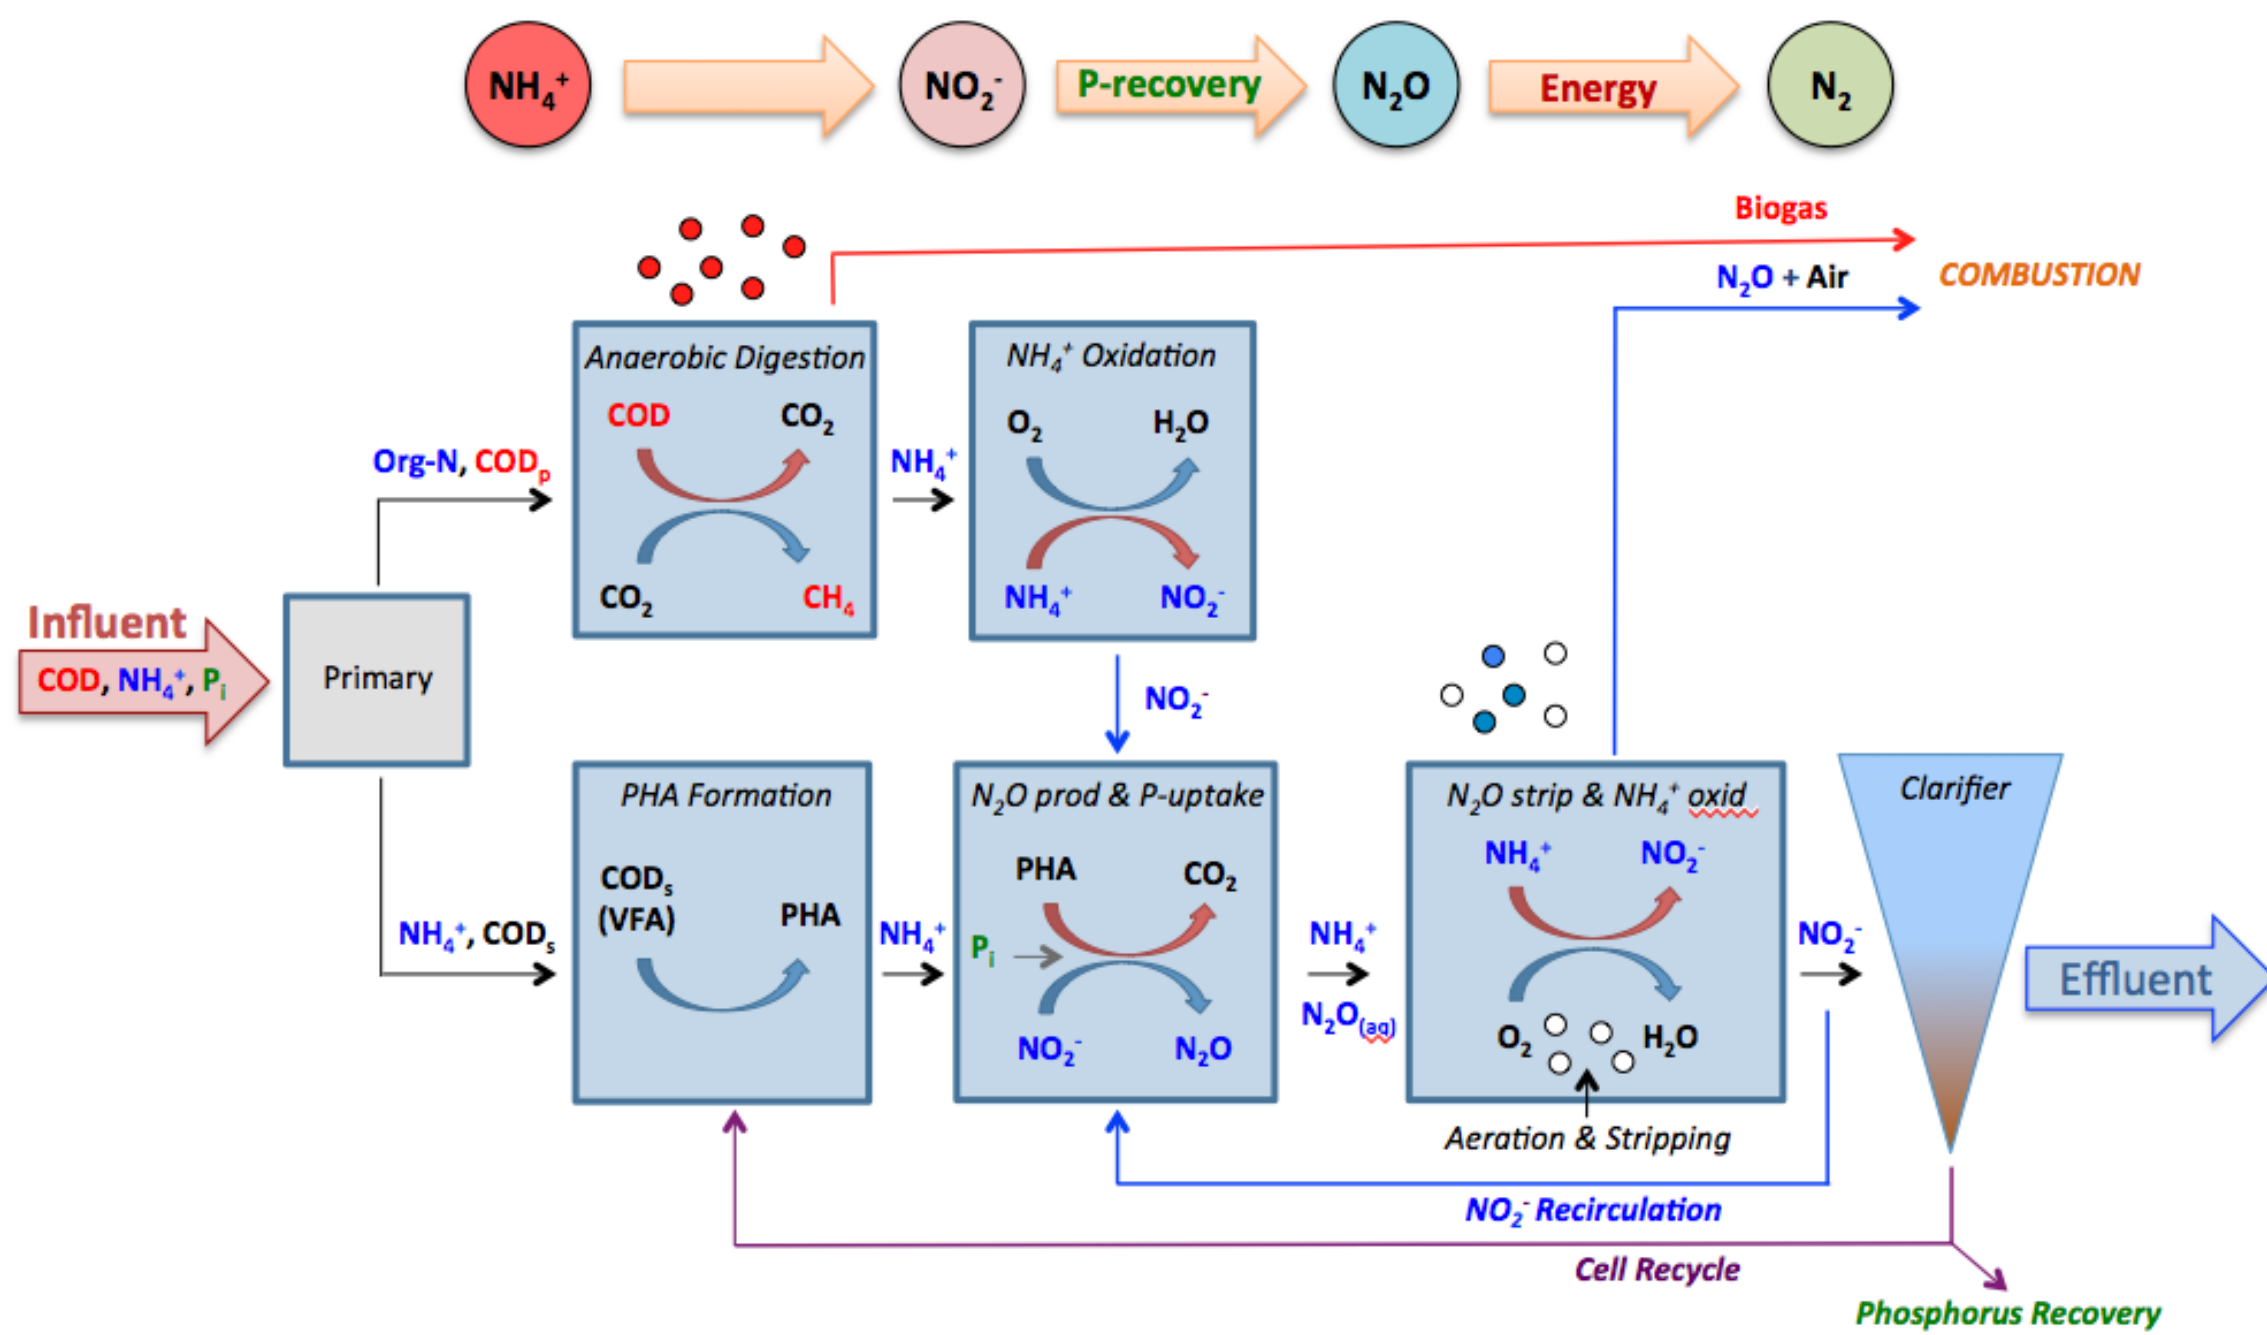 NH₄⁺
NO₂⁻
P-recovery
N₂O
Energy
N₂
Biogas
N₂O + Air
COMBUSTION
Anaerobic Digestion
COD
CO₂
CO₂
CH₄
NH₄⁺ Oxidation
O₂
H₂O
NH₄⁺
NO₂⁻
Org-N, CODₚ
NH₄⁺
Influent
COD, NH₄⁺, Pᵢ
Primary
NO₂⁻
NH₄⁺, CODₛ
PHA Formation
CODₛ
(VFA)
PHA
NH₄⁺
N₂O prod & P-uptake
PHA
CO₂
Pᵢ
NO₂⁻
N₂O
NH₄⁺
N₂O(aq)
N₂O strip & NH₄⁺ oxid
NH₄⁺
NO₂⁻
O₂
H₂O
Aeration & Stripping
NO₂⁻
Clarifier
Effluent
NO₂⁻ Recirculation
Cell Recycle
Phosphorus Recovery